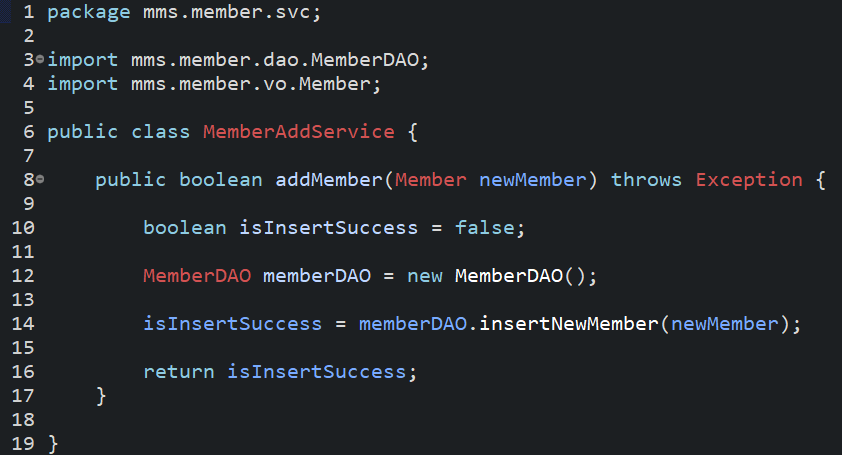 1 package mms.member.svc;
2
3 import mms.member.dao.MemberDAO;
4 import mms.member.vo.Member;
5
6 public class MemberAddService {
7
8     public boolean addMember(Member newMember) throws Exception {
9
10         boolean isInsertSuccess = false;
11
12         MemberDAO memberDAO = new MemberDAO();
13
14         isInsertSuccess = memberDAO.insertNewMember(newMember);
15
16         return isInsertSuccess;
17     }
18
19 }